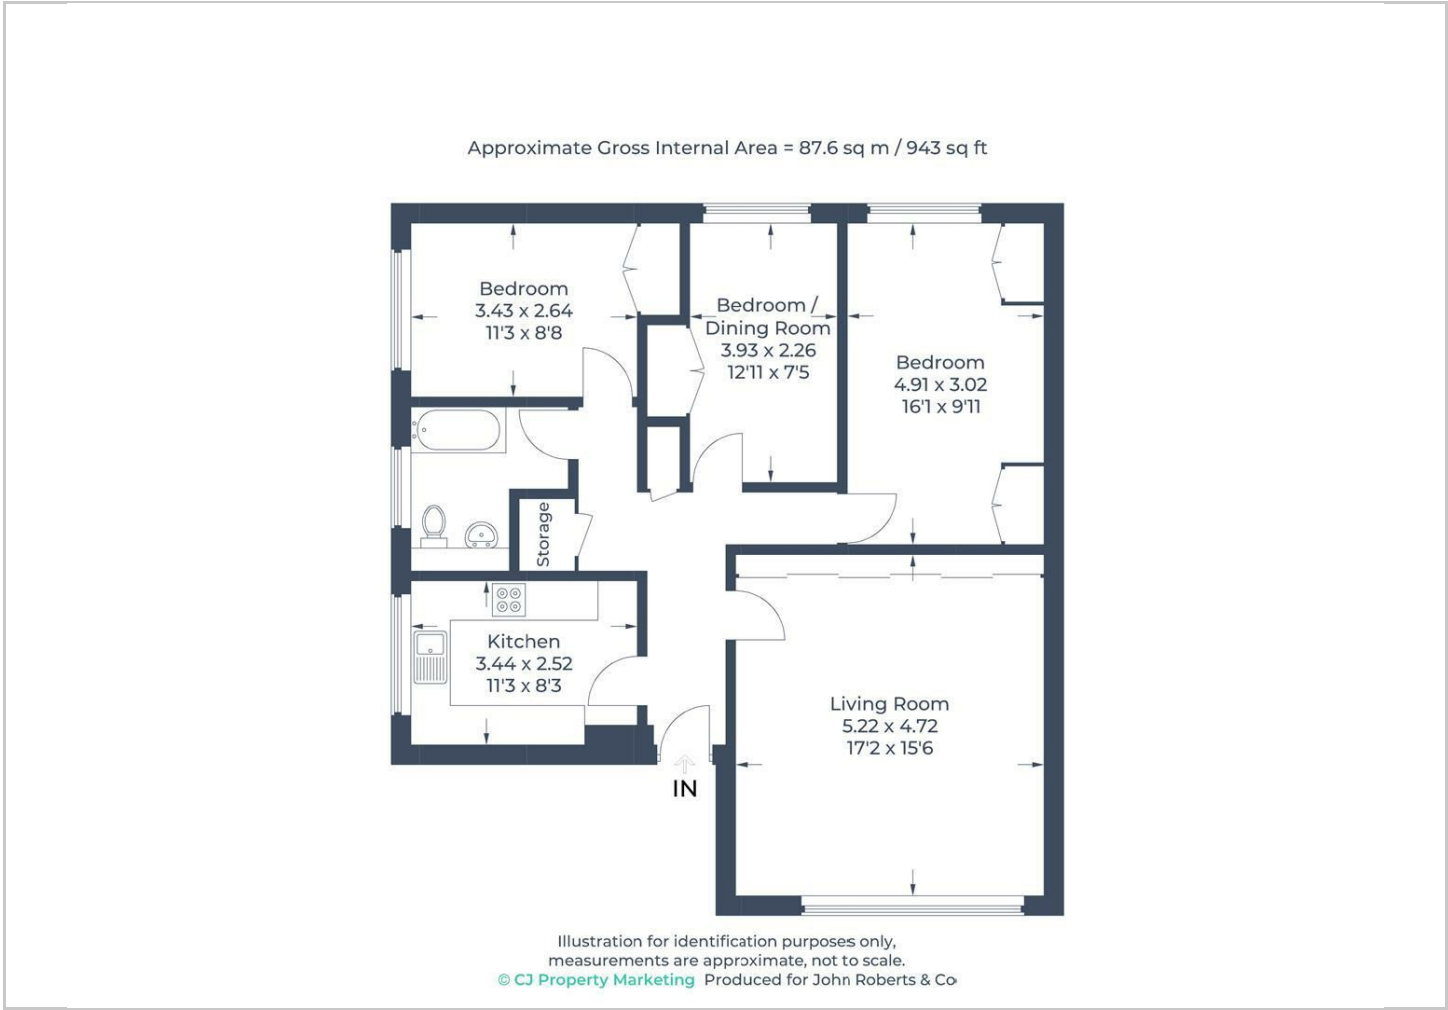 Approximate Gross Internal Area = 87.6 sq m / 943 sq ft
Bedroom
3.43 x 2.64
11'3 x 8'8
Bedroom /
Dining Room
3.93 x 2.26
12'11 x 7'5
Bedroom
4.91 x 3.02
16'1 x 9'11
Storage
Kitchen
3.44 x 2.52
11'3 x 8'3
Living Room
5.22 x 4.72
17'2 x 15'6
IN
Illustration for identification purposes only,
measurements are approximate, not to scale.
© CJ Property Marketing Produced for John Roberts & Co